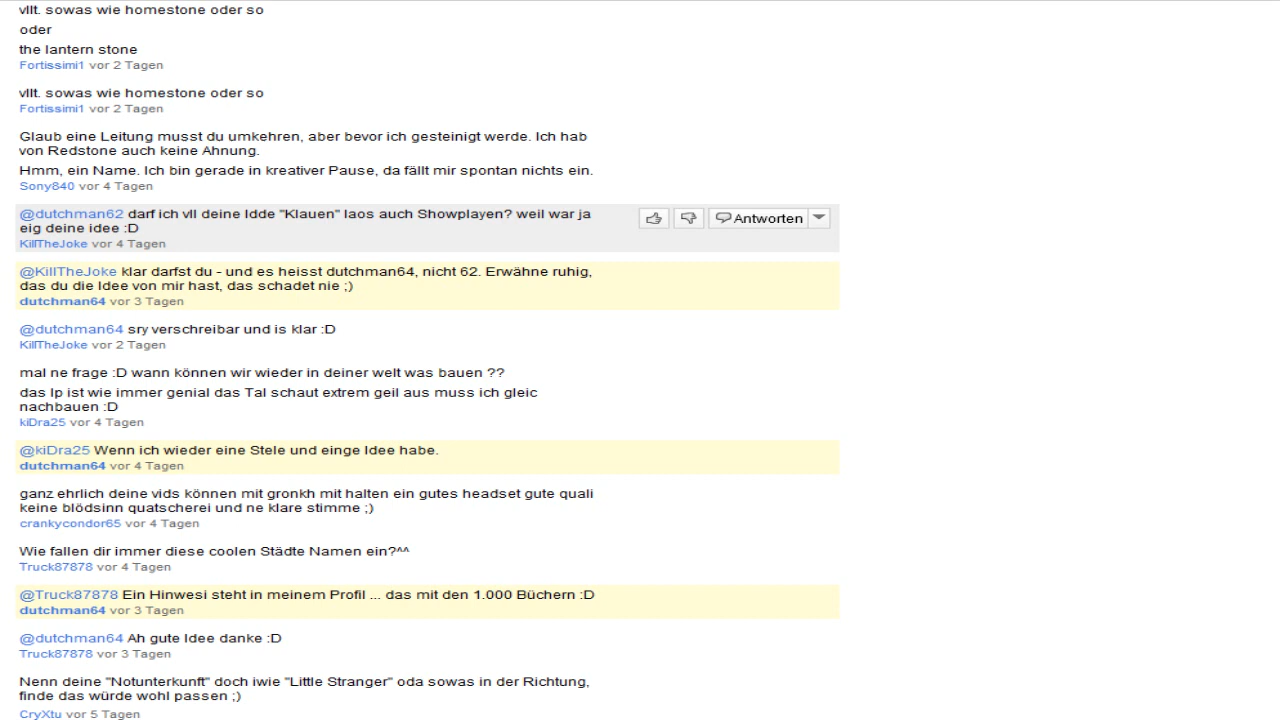 vllt. sowas wie homestone oder so
oder
the lantern stone
Fortissimi1 vor 2 Tagen
vllt. sowas wie homestone oder so
Fortissimi1 vor 2 Tagen
Glaub eine Leitung musst du umkehren, aber bevor ich gesteinigt werde. Ich hab
von Redstone auch keine Ahnung.
Hmm, ein Name. Ich bin gerade in kreativer Pause, da fällt mir spontan nichts ein.
Sony840 vor 4 Tagen
@dutchman62 darf ich vll deine Idde "Klauen" laos auch Showplayen? weil war ja
eig deine idee :D
Antworten
KillTheJoke vor 4 Tagen
@KillTheJoke klar darfst du - und es heisst dutchman64, nicht 62. Erwähne ruhig,
das du die Idee von mir hast, das schadet nie ;)
dutchman64 vor 3 Tagen
@dutchman64 sry verschreibar und is klar :D
KillTheJoke vor 2 Tagen
mal ne frage :D wann können wir wieder in deiner welt was bauen ??
das lp ist wie immer genial das Tal schaut extrem geil aus muss ich gleic
nachbauen :D
kiDra25 vor 4 Tagen
@kiDra25 Wenn ich wieder eine Stele und einge Idee habe.
dutchman64 vor 4 Tagen
ganz ehrlich deine vids können mit gronkh mit halten ein gutes headset gute quali
keine blödsinn quatscherei und ne klare stimme ;)
crankycondor65 vor 4 Tagen
Wie fallen dir immer diese coolen Städte Namen ein?^^
Truck87878 vor 4 Tagen
@Truck87878 Ein Hinwesi steht in meinem Profil ... das mit den 1.000 Büchern :D
dutchman64 vor 3 Tagen
@dutchman64 Ah gute Idee danke :D
Truck87878 vor 3 Tagen
Nenn deine "Notunterkunft" doch iwie "Little Stranger" oda sowas in der Richtung,
finde das würde wohl passen ;)
CryXtu vor 5 Tagen